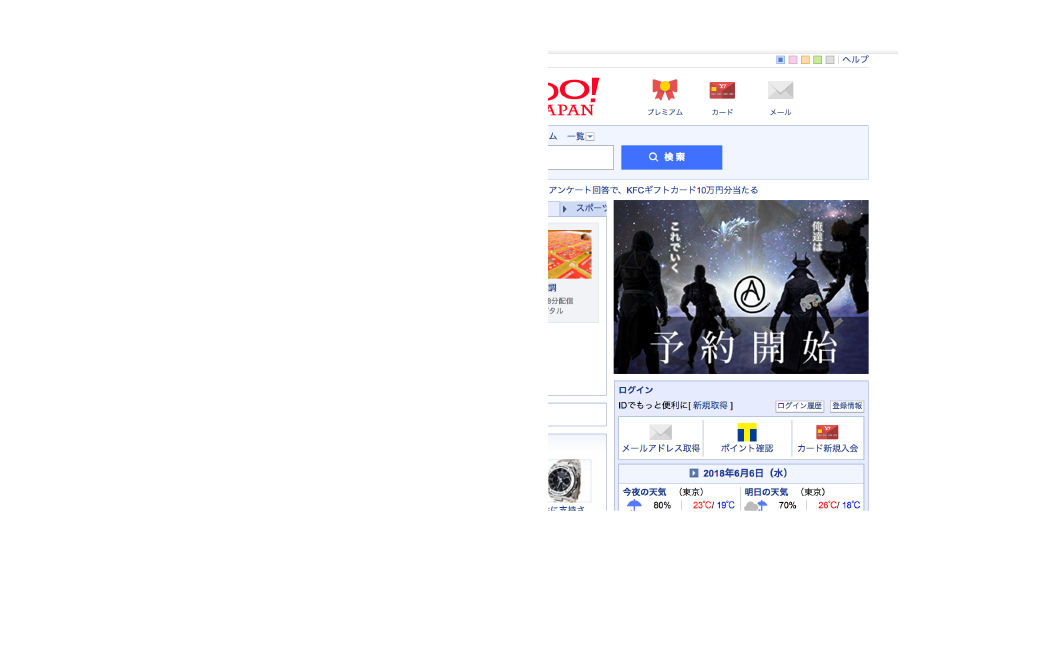 ヘルプ
OO!
APAN
プレミアム
カード
メール
ム 一覧
検索
アンケート回答で、KFCギフトカード10万円分当たる
スポーツ
これでいく
俺達は
予約開始
調
8分配信
タル
ログイン
IDでもっと便利に[ 新規取得 ]
ログイン履歴
登録情報
メールアドレス取得
ポイント確認
カード新規入会
2018年6月6日（水）
今夜の天気 （東京）
明日の天気 （東京）
80%
23℃/ 19℃
70%
26℃/ 18℃
に支持さ